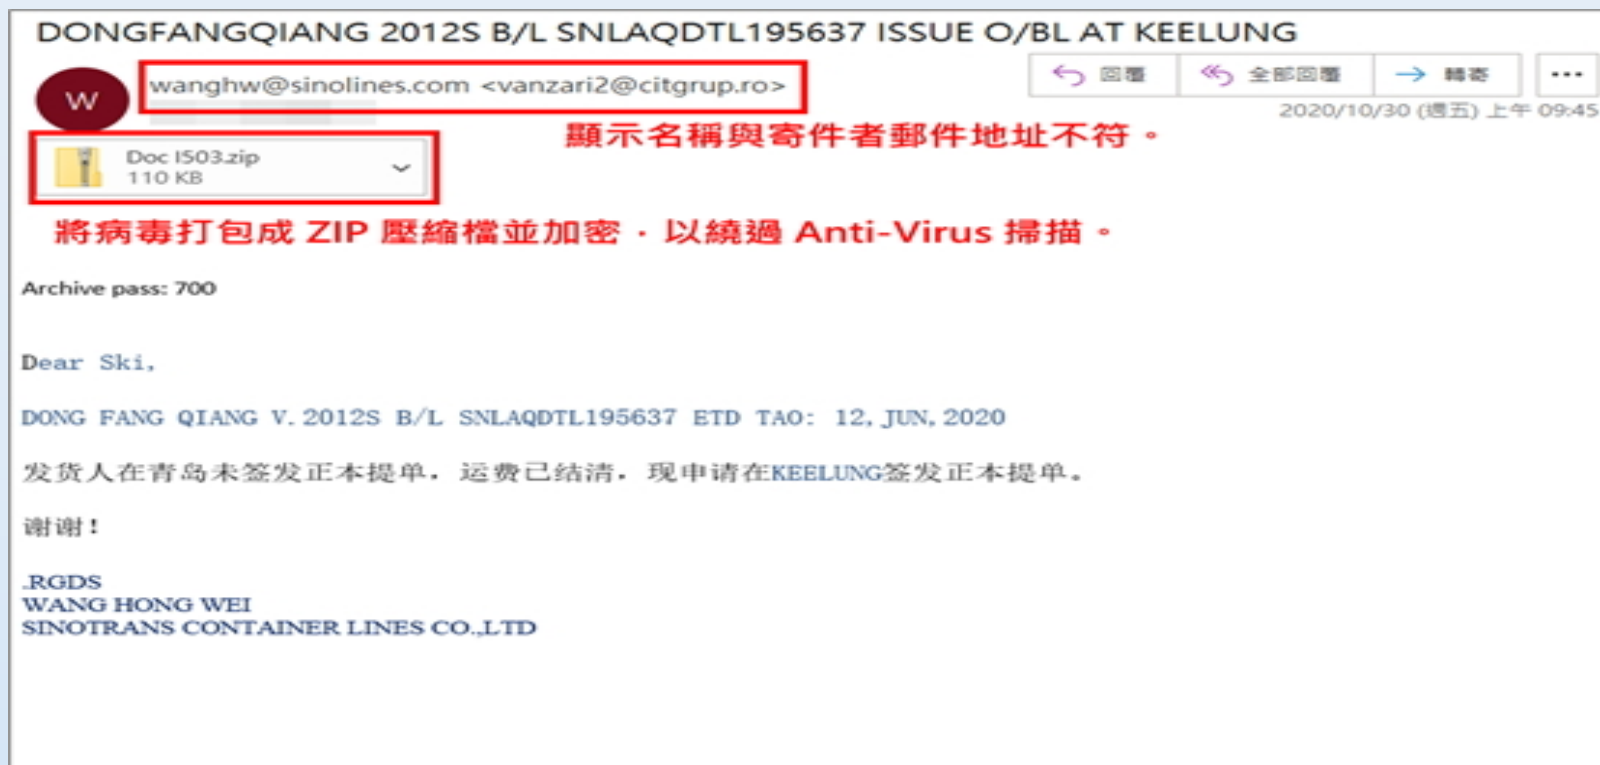 DONGFANGQIANG 2012S B/L SNLAQDTL195637 ISSUE O/BL AT KEELUNG
W
wanghw@sinolines.com <vanzari2@citgrup.ro>
回覆
全部回覆
轉寄
2020/10/30 (週五) 上午 09:45
顯示名稱與寄件者郵件地址不符。
Doc I503.zip
110 KB
將病毒打包成 ZIP 壓縮檔並加密，以繞過 Anti-Virus 掃描。
Archive pass: 700
Dear Ski,
DONG FANG QIANG V.2012S B/L SNLAQDTL195637 ETD TAO: 12,JUN,2020
发货人在青岛未签发正本提单，运费已结清，现申请在KEELUNG签发正本提单。
谢谢！
.RGDS
WANG HONG WEI
SINOTRANS CONTAINER LINES CO.,LTD